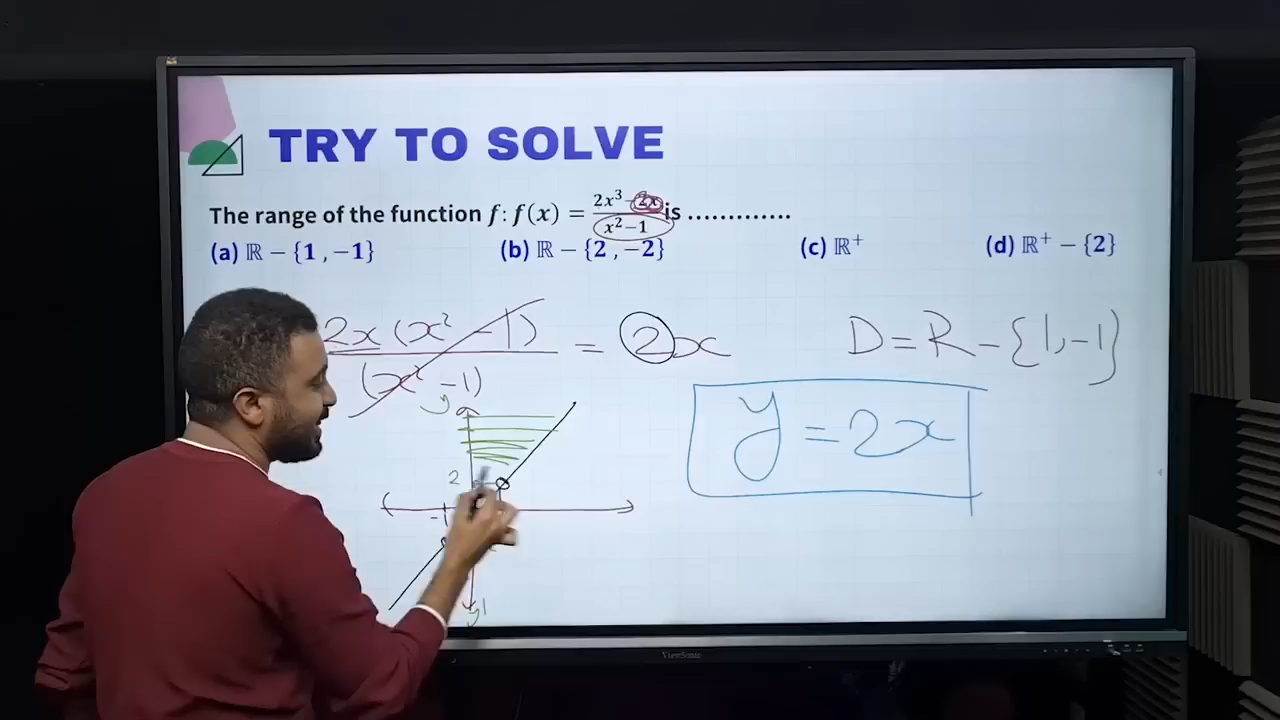 TRY TO SOLVE
The range of the function f: f(x) = (2x³ − 2x)/(x² − 1) is .............
(a) ℝ − {1 , −1} (b) ℝ − {2 , −2} (c) ℝ⁺ (d) ℝ⁺ − {2}
2x (x² − 1)/(x² − 1) = 2x D = R − {1, −1}
y = 2x
y
2
−1
y'
ViewSonic